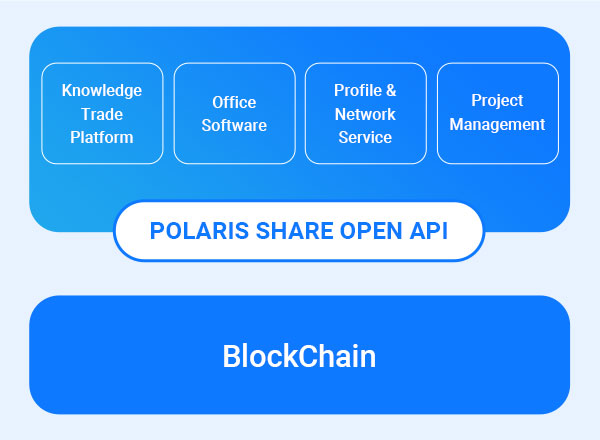 Knowledge
Trade
Platform
Office
Software
Profile &
Network
Service
Project
Management
POLARIS SHARE OPEN API
BlockChain